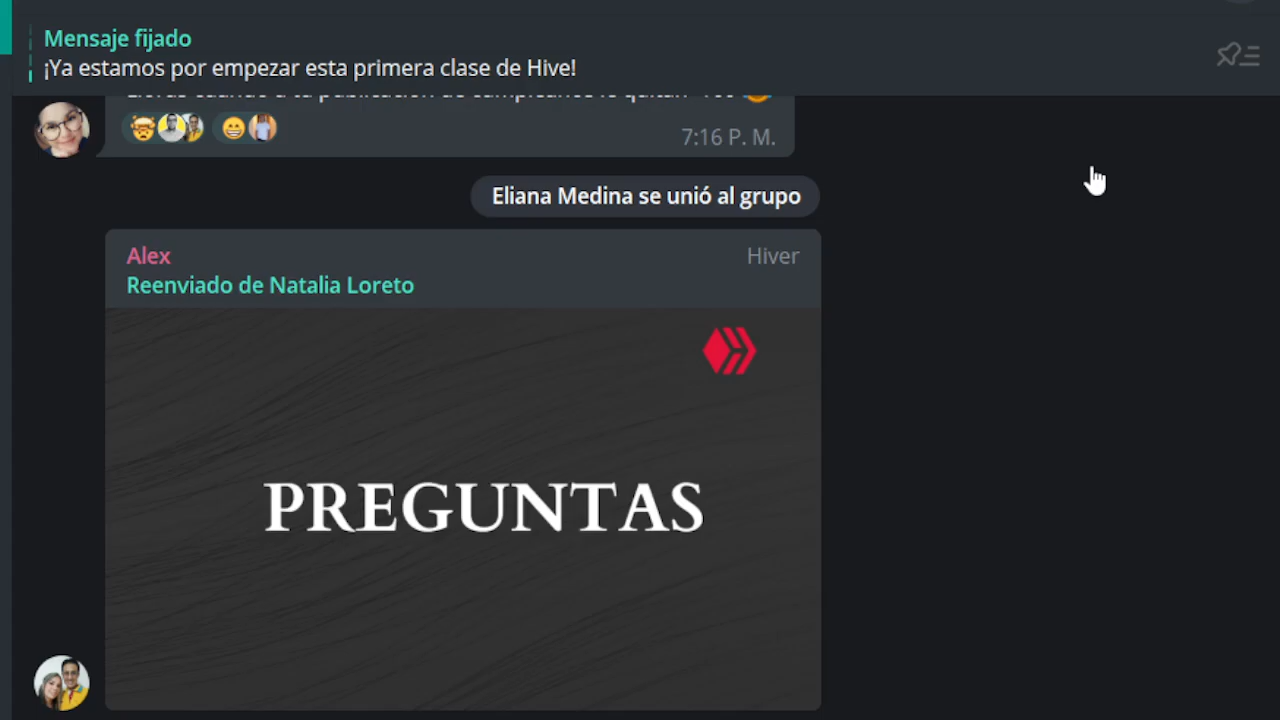 Mensaje fijado
¡Ya estamos por empezar esta primera clase de Hive!
7:16 P. M.
Eliana Medina se unió al grupo
Alex
Hiver
Reenviado de Natalia Loreto
PREGUNTAS